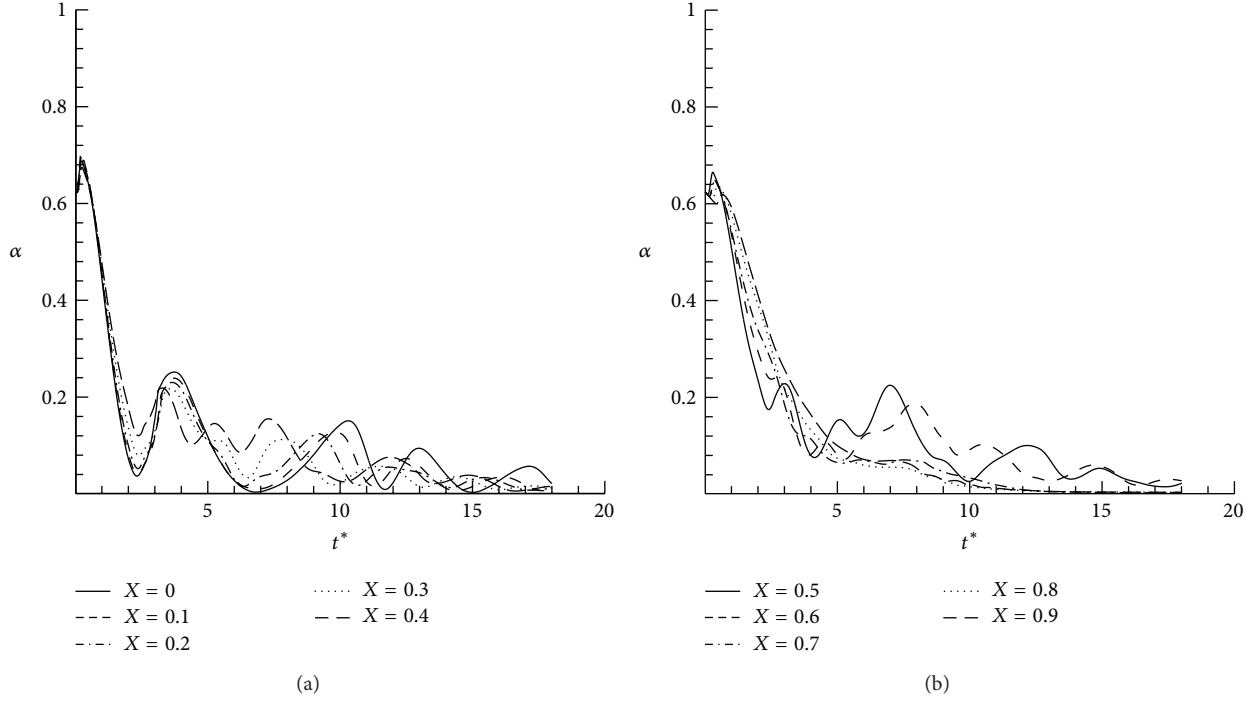 1
0.8
0.6
α
0.4
0.2
5
10
15
20
t*
X = 0
X = 0.1
X = 0.2
X = 0.3
X = 0.4
(a)
1
0.8
0.6
α
0.4
0.2
5
10
15
20
t*
X = 0.5
X = 0.6
X = 0.7
X = 0.8
X = 0.9
(b)